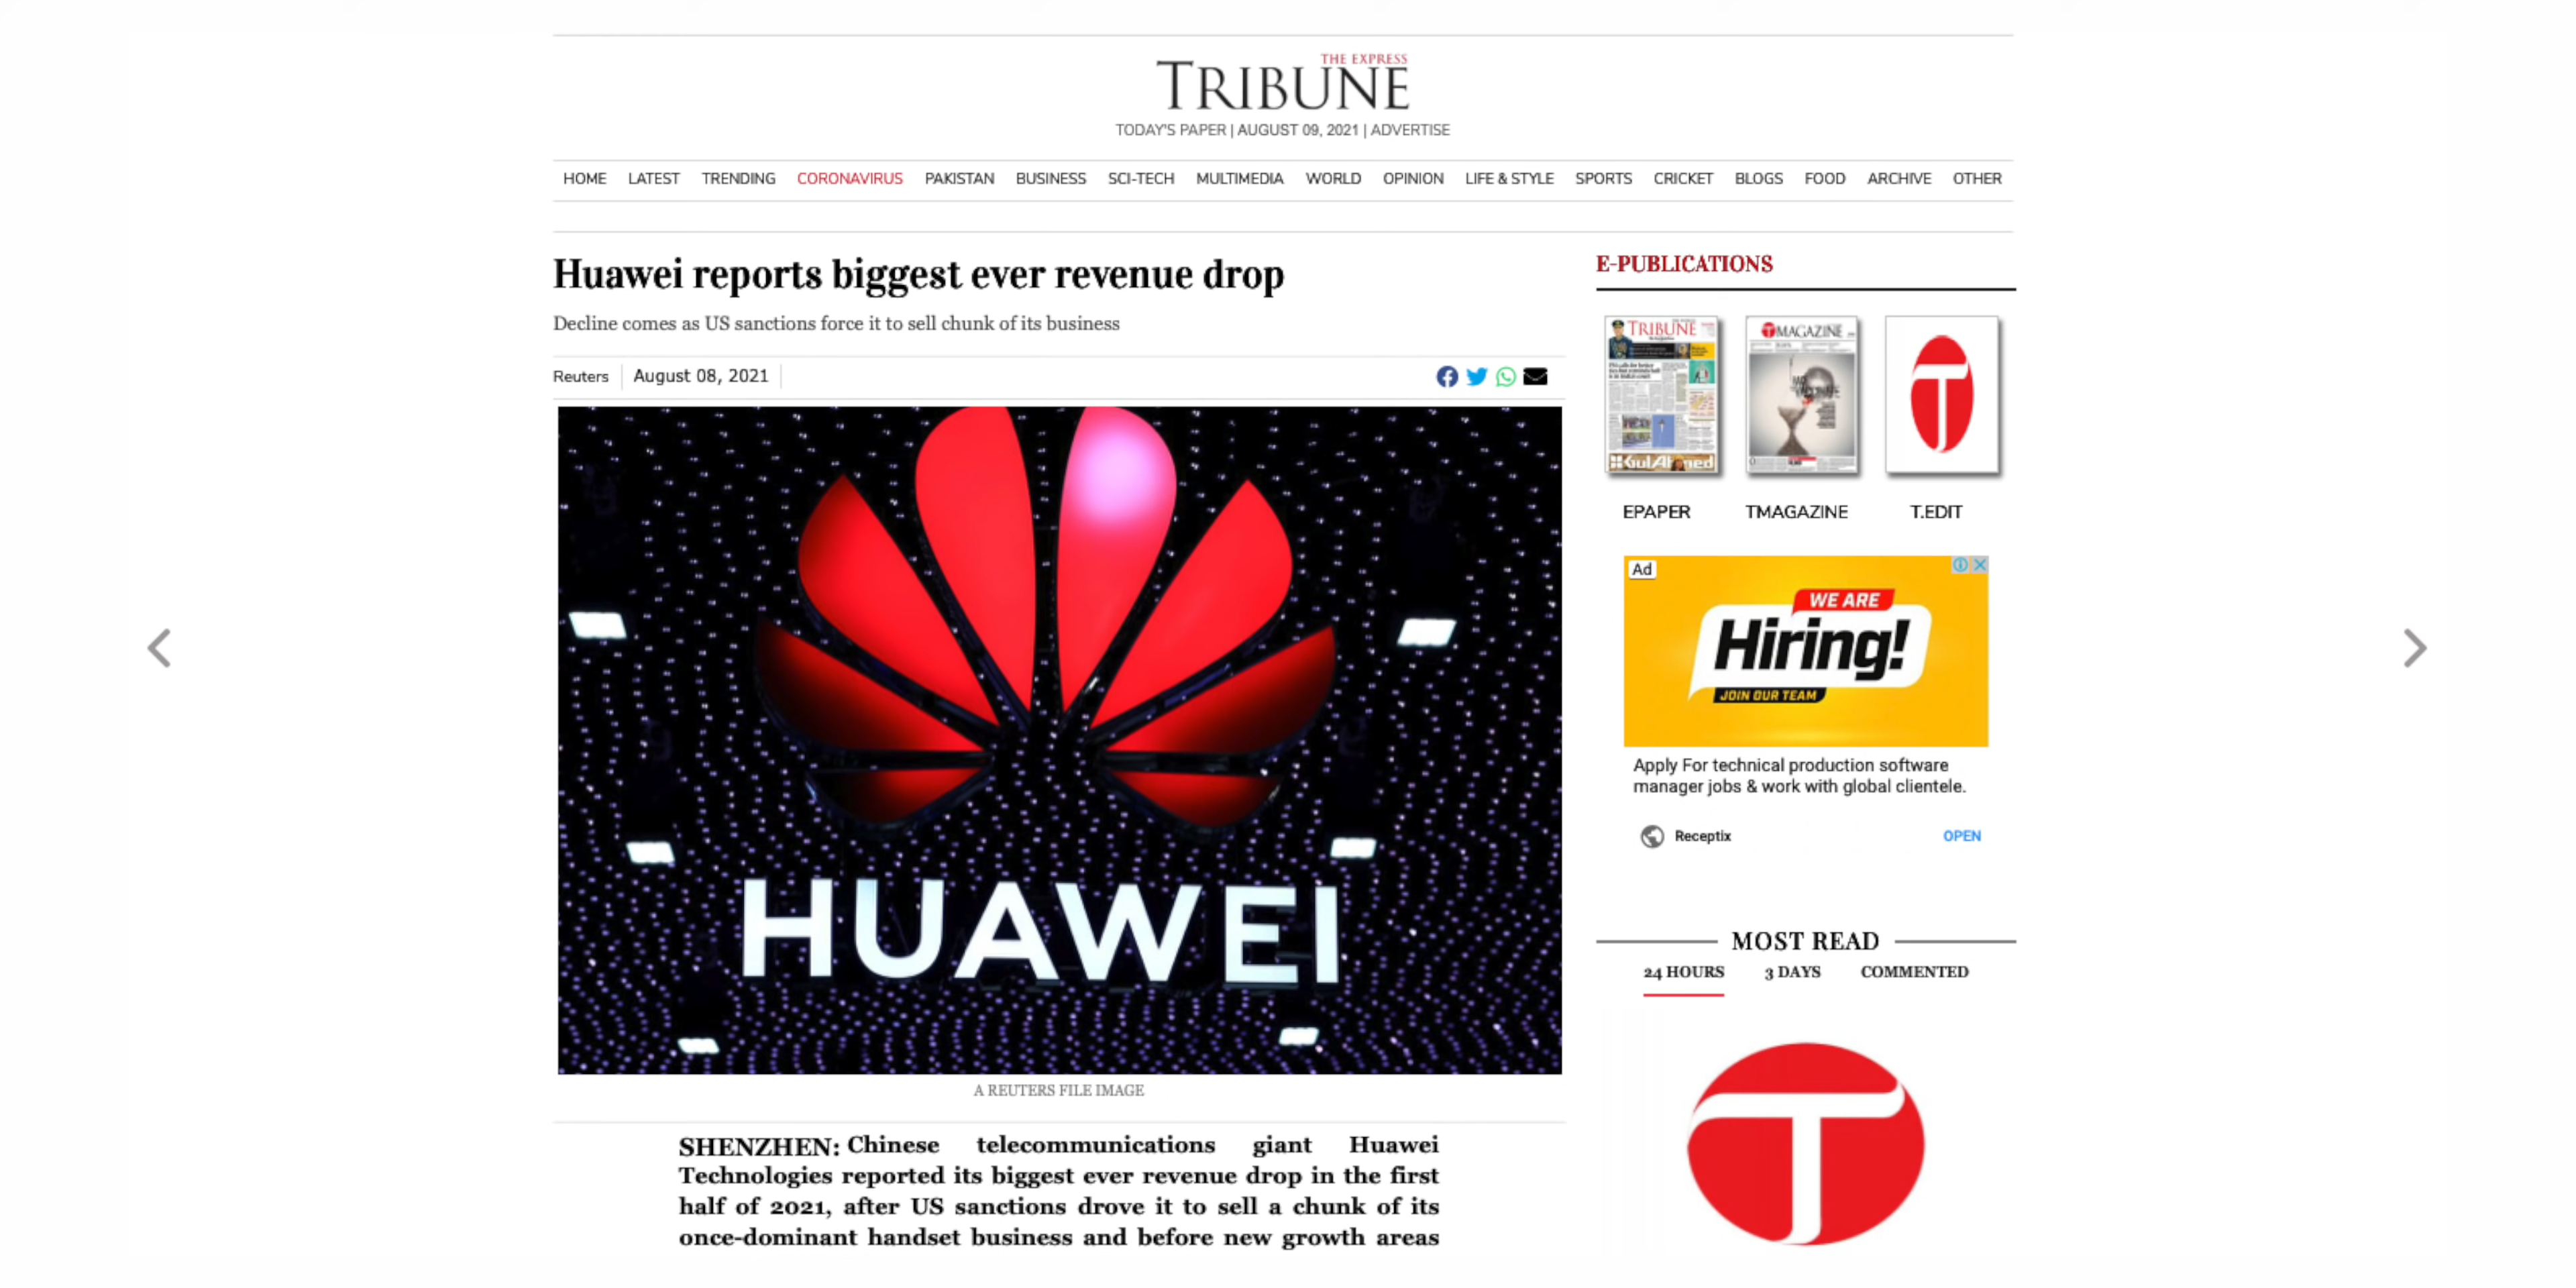 THE EXPRESS
TRIBUNE
TODAY'S PAPER | AUGUST 09, 2021 | ADVERTISE
HOME LATEST TRENDING CORONAVIRUS PAKISTAN BUSINESS SCI-TECH MULTIMEDIA WORLD OPINION LIFE & STYLE SPORTS CRICKET BLOGS FOOD ARCHIVE OTHER
Huawei reports biggest ever revenue drop
Decline comes as US sanctions force it to sell chunk of its business
Reuters August 08, 2021
HUAWEI
A REUTERS FILE IMAGE
SHENZHEN: Chinese telecommunications giant Huawei
Technologies reported its biggest ever revenue drop in the first
half of 2021, after US sanctions drove it to sell a chunk of its
once-dominant handset business and before new growth areas
E-PUBLICATIONS
TRIBUNE
TMAGAZINE
GulAhmed
EPAPER TMAGAZINE T.EDIT
Ad
WE ARE
Hiring!
JOIN OUR TEAM
Apply For technical production software
manager jobs & work with global clientele.
Receptix OPEN
MOST READ
24 HOURS 3 DAYS COMMENTED